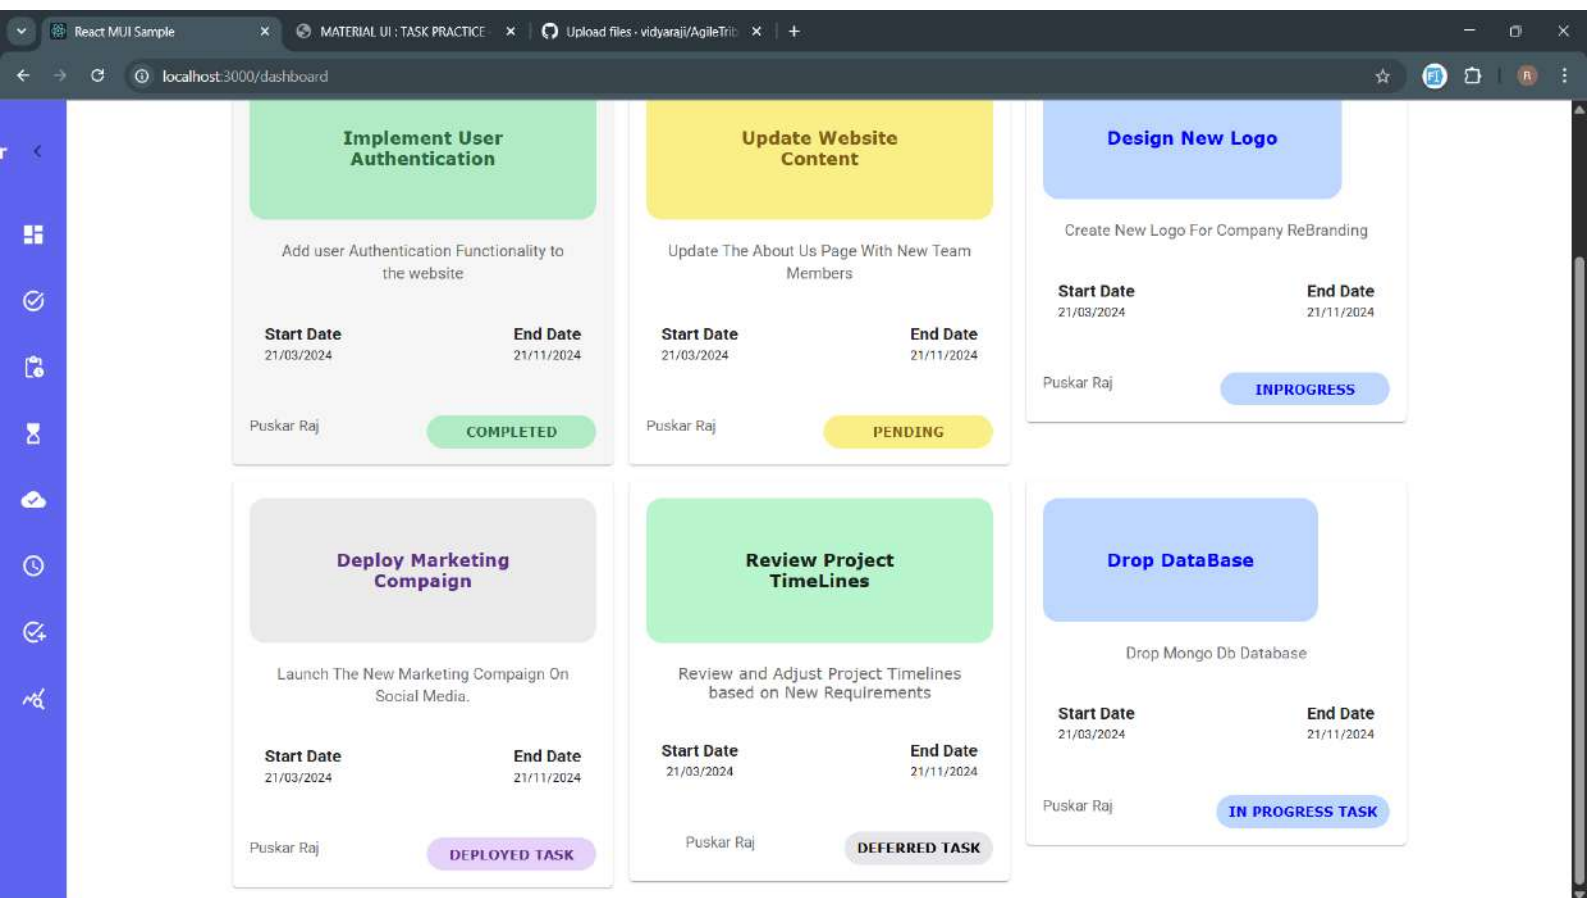 React MUI Sample
MATERIAL UI : TASK PRACTICE -
Upload files · vidyaraji/AgileTrib
localhost:3000/dashboard
r
Implement User
Authentication
Add user Authentication Functionality to
the website
Start Date
End Date
21/03/2024
21/11/2024
Puskar Raj
COMPLETED
Update Website
Content
Update The About Us Page With New Team
Members
Start Date
End Date
21/03/2024
21/11/2024
Puskar Raj
PENDING
Design New Logo
Create New Logo For Company ReBranding
Start Date
End Date
21/03/2024
21/11/2024
Puskar Raj
INPROGRESS
Deploy Marketing
Compaign
Launch The New Marketing Compaign On
Social Media.
Start Date
End Date
21/03/2024
21/11/2024
Puskar Raj
DEPLOYED TASK
Review Project
TimeLines
Review and Adjust Project Timelines
based on New Requirements
Start Date
End Date
21/03/2024
21/11/2024
Puskar Raj
DEFERRED TASK
Drop DataBase
Drop Mongo Db Database
Start Date
End Date
21/03/2024
21/11/2024
Puskar Raj
IN PROGRESS TASK